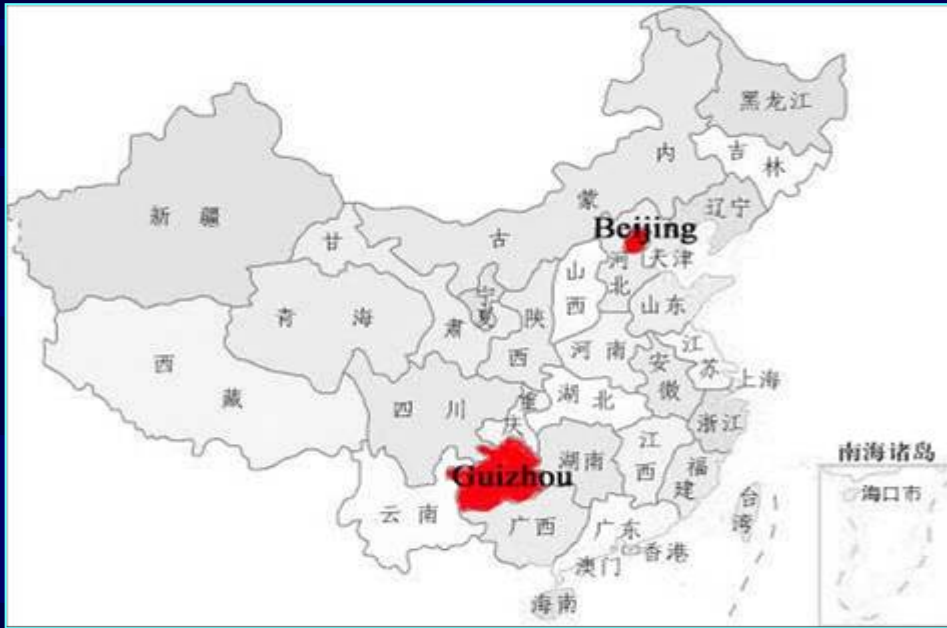 黑龙江
吉林
内蒙古
辽宁
Beijing
新疆
甘肃
天津
河北
山西
宁夏
青海
陕西
山东
河南
江苏
安徽
上海
西藏
四川
湖北
重庆
浙江
江西
湖南
福建
Guizhou
南海诸岛
海口市
云南
广西
广东
台湾
香港
澳门
海南